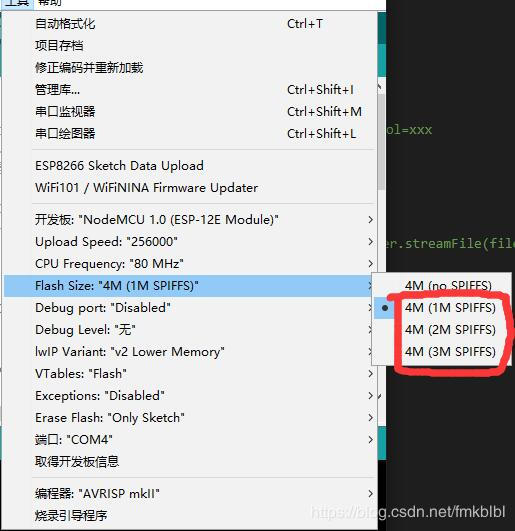 工具 帮助
自动格式化 Ctrl+T
项目存档
修正编码并重新加载
管理库... Ctrl+Shift+I
串口监视器 Ctrl+Shift+M
串口绘图器 Ctrl+Shift+L
ESP8266 Sketch Data Upload
WiFi101 / WiFiNINA Firmware Updater
开发板: "NodeMCU 1.0 (ESP-12E Module)"
Upload Speed: "256000"
CPU Frequency: "80 MHz"
Flash Size: "4M (1M SPIFFS)"
Debug port: "Disabled"
Debug Level: "无"
lwIP Variant: "v2 Lower Memory"
VTables: "Flash"
Exceptions: "Disabled"
Erase Flash: "Only Sketch"
端口: "COM4"
取得开发板信息
编程器: "AVRISP mkII"
烧录引导程序
4M (no SPIFFS)
4M (1M SPIFFS)
4M (2M SPIFFS)
4M (3M SPIFFS)
ol=xxx
er.streamFile(file
https://blog.csdn.net/fmkblbl